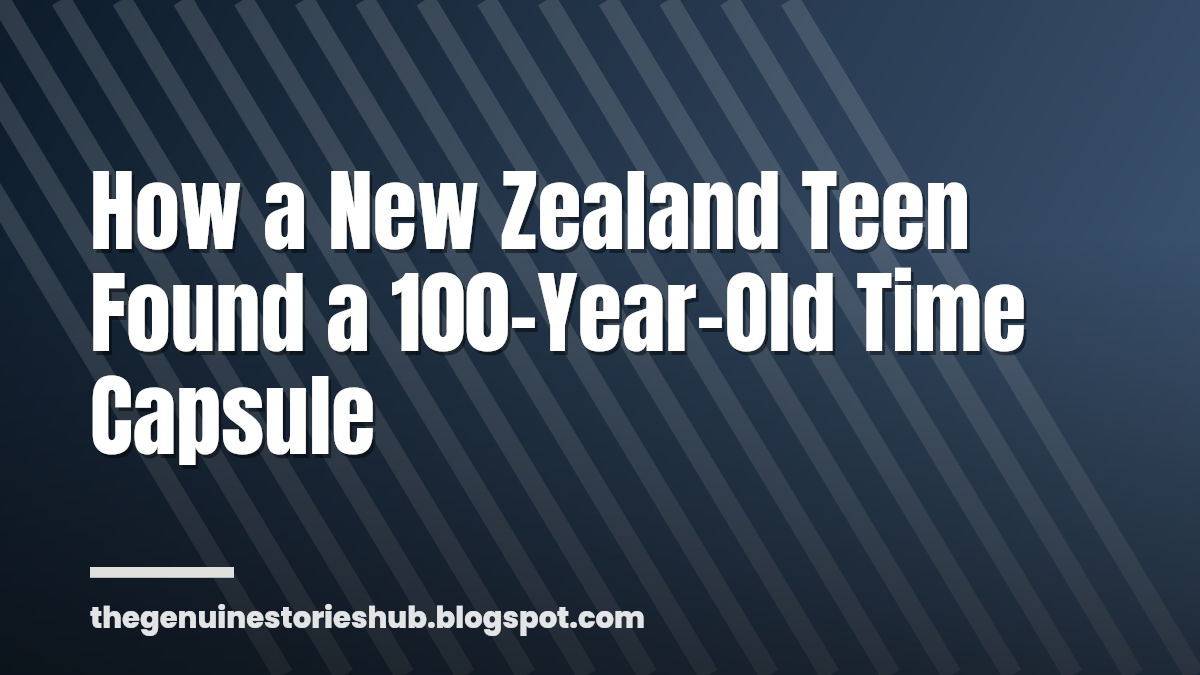 How a New Zealand Teen
Found a 100-Year-Old Time
Capsule
thegenuinestorieshub.blogspot.com